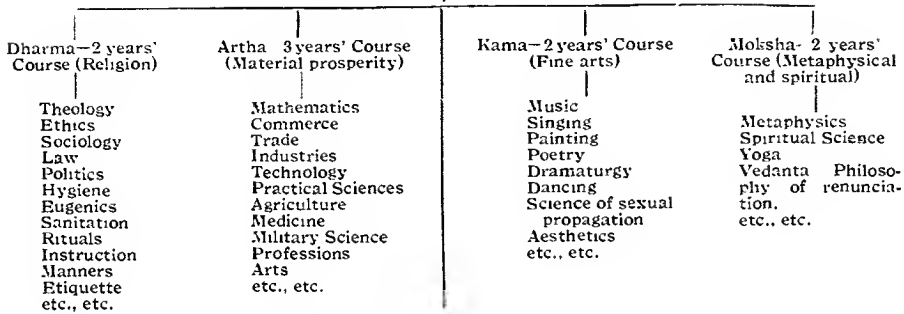 Dharma—2 years'
Course (Religion)
Theology
Ethics
Sociology
Law
Politics
Hygiene
Eugenics
Sanitation
Rituals
Instruction
Manners
Etiquette
etc., etc.
Artha 3 years' Course
(Material prosperity)
Mathematics
Commerce
Trade
Industries
Technology
Practical Sciences
Agriculture
Medicine
Military Science
Professions
Arts
etc., etc.
Kama—2 years' Course
(Fine arts)
Music
Singing
Painting
Poetry
Dramaturgy
Dancing
Science of sexual
propagation
Aesthetics
etc., etc.
Moksha- 2 years'
Course (Metaphysical
and spiritual)
Metaphysics
Spiritual Science
Yoga
Vedanta Philoso-
phy of renuncia-
tion.
etc., etc.